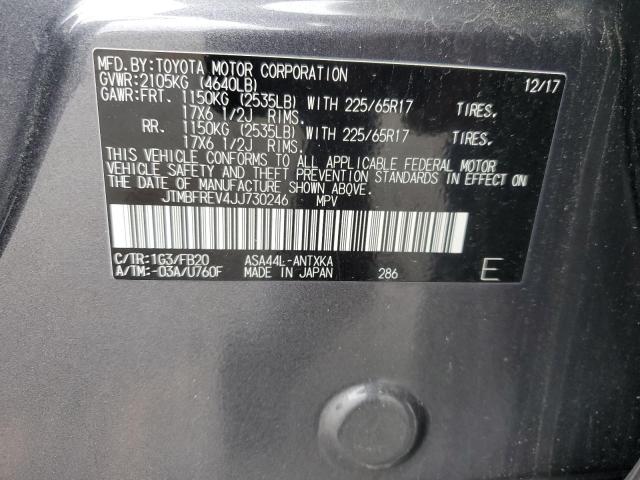 MFD.BY:TOYOTA MOTOR CORPORATION 12/17
GVWR:2105KG (4640LB)
GAWR:FRT. 1150KG (2535LB) WITH 225/65R17 TIRES.
17X6 1/2J RIMS.
RR. 1150KG (2535LB) WITH 225/65R17 TIRES.
17X6 1/2J RIMS.
THIS VEHICLE CONFORMS TO ALL APPLICABLE FEDERAL MOTOR
VEHICLE SAFETY AND THEFT PREVENTION STANDARDS IN EFFECT ON
THE DATE OF MANUFACTURE SHOWN ABOVE.
JTMBFREV4JJ730246 MPV
C/TR:1G3/FB20 ASA44L-ANTXKA
A/TM:-03A/U760F MADE IN JAPAN 286 E